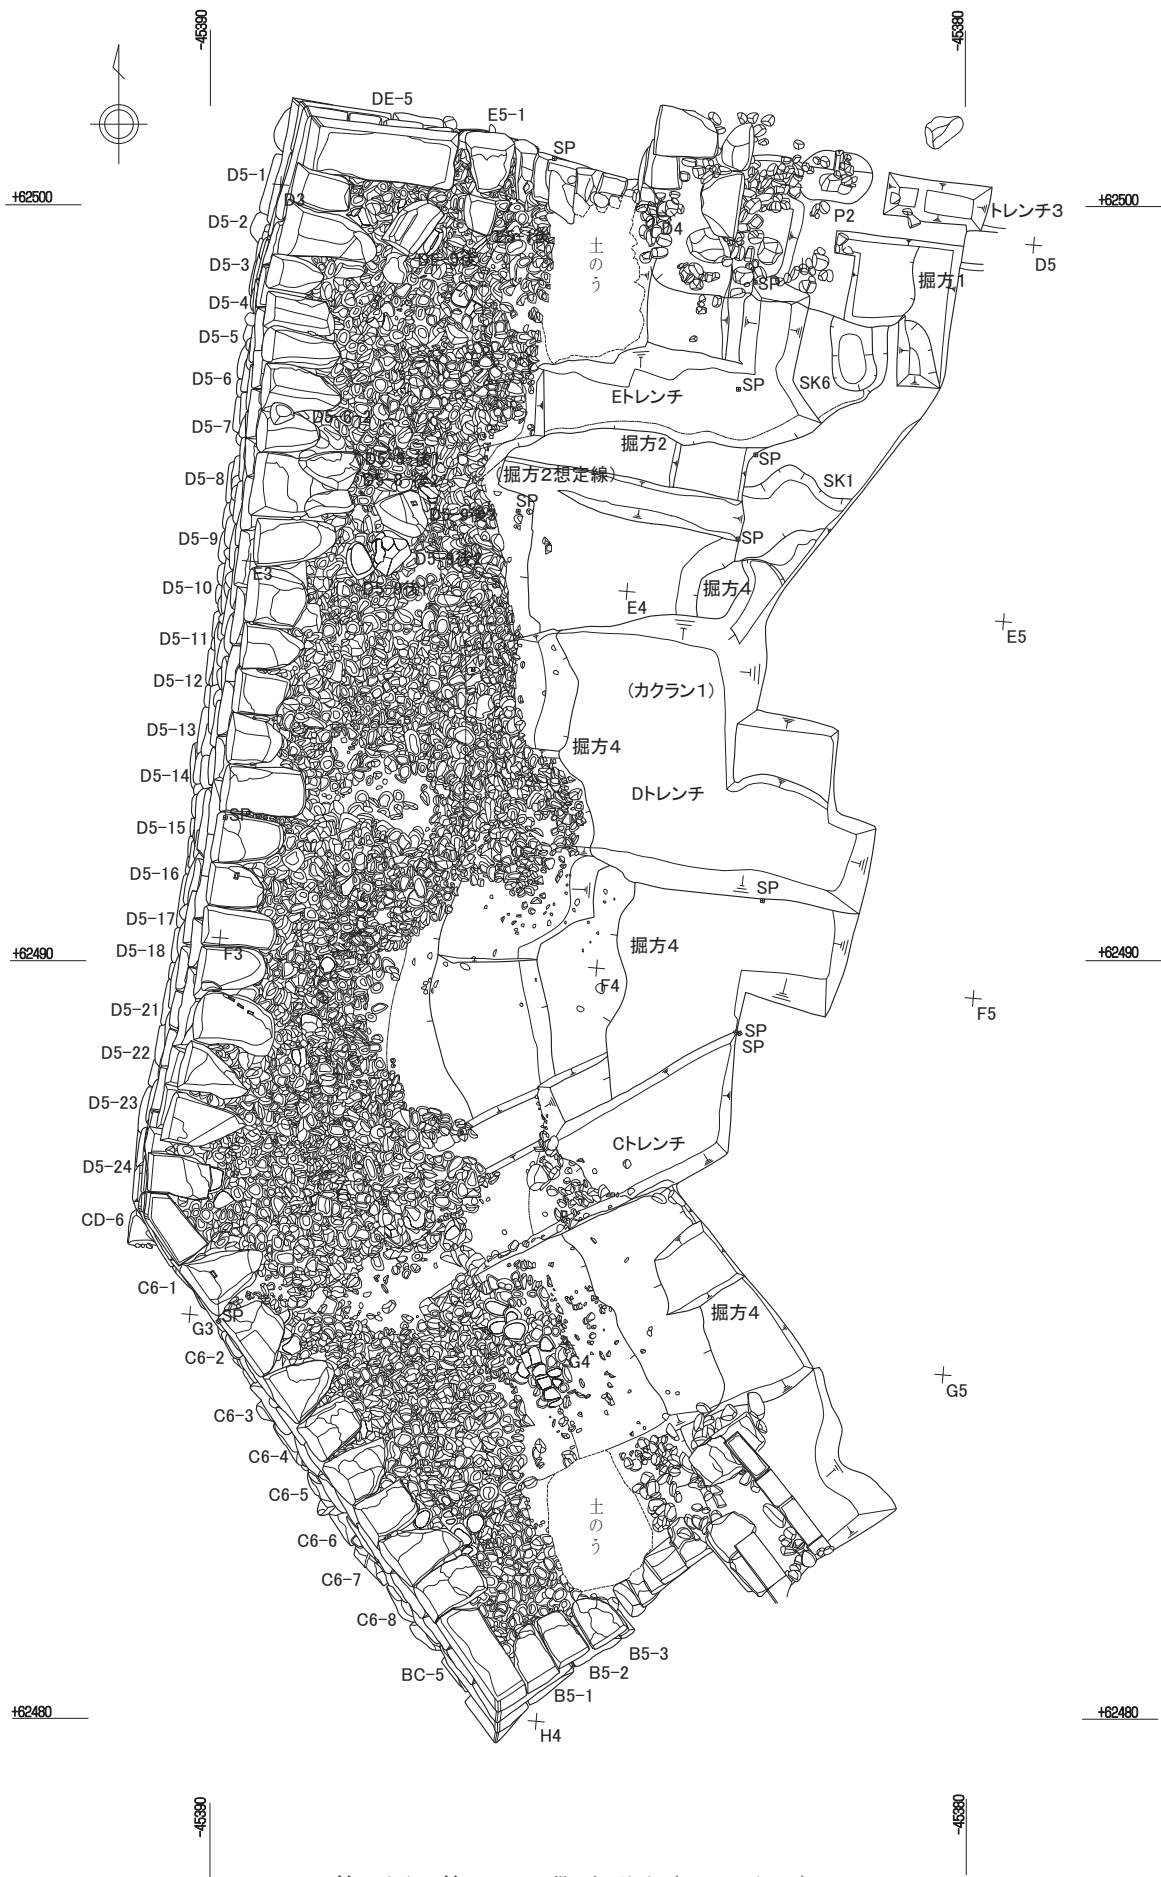 -45390
-45380
DE-5
E5-1
SP
D5-1
+62500
+62500
D3
P2
トレンチ3
D5-2
D4
土のう
D5
D5-3
SP
掘方1
D5-4
D5-5
D5-6
SP
SK6
Eトレンチ
D5-7
掘方2
SP
D5-8
(掘方2想定線)
SK1
SP
D5-9
SP
E3
D5-10
掘方4
E4
E5
D5-11
D5-12
(カクラン1)
D5-13
掘方4
D5-14
Dトレンチ
SP
D5-15
D5-16
SP
D5-17
掘方4
D5-18
F3
+62490
+62490
F4
F5
D5-21
SP
SP
D5-22
D5-23
Cトレンチ
D5-24
CD-6
C6-1
SP
G3
掘方4
C6-2
G4
G5
C6-3
C6-4
C6-5
土のう
C6-6
C6-7
C6-8
B5-3
BC-5
B5-2
B5-1
+62480
+62480
H4
-45390
-45380